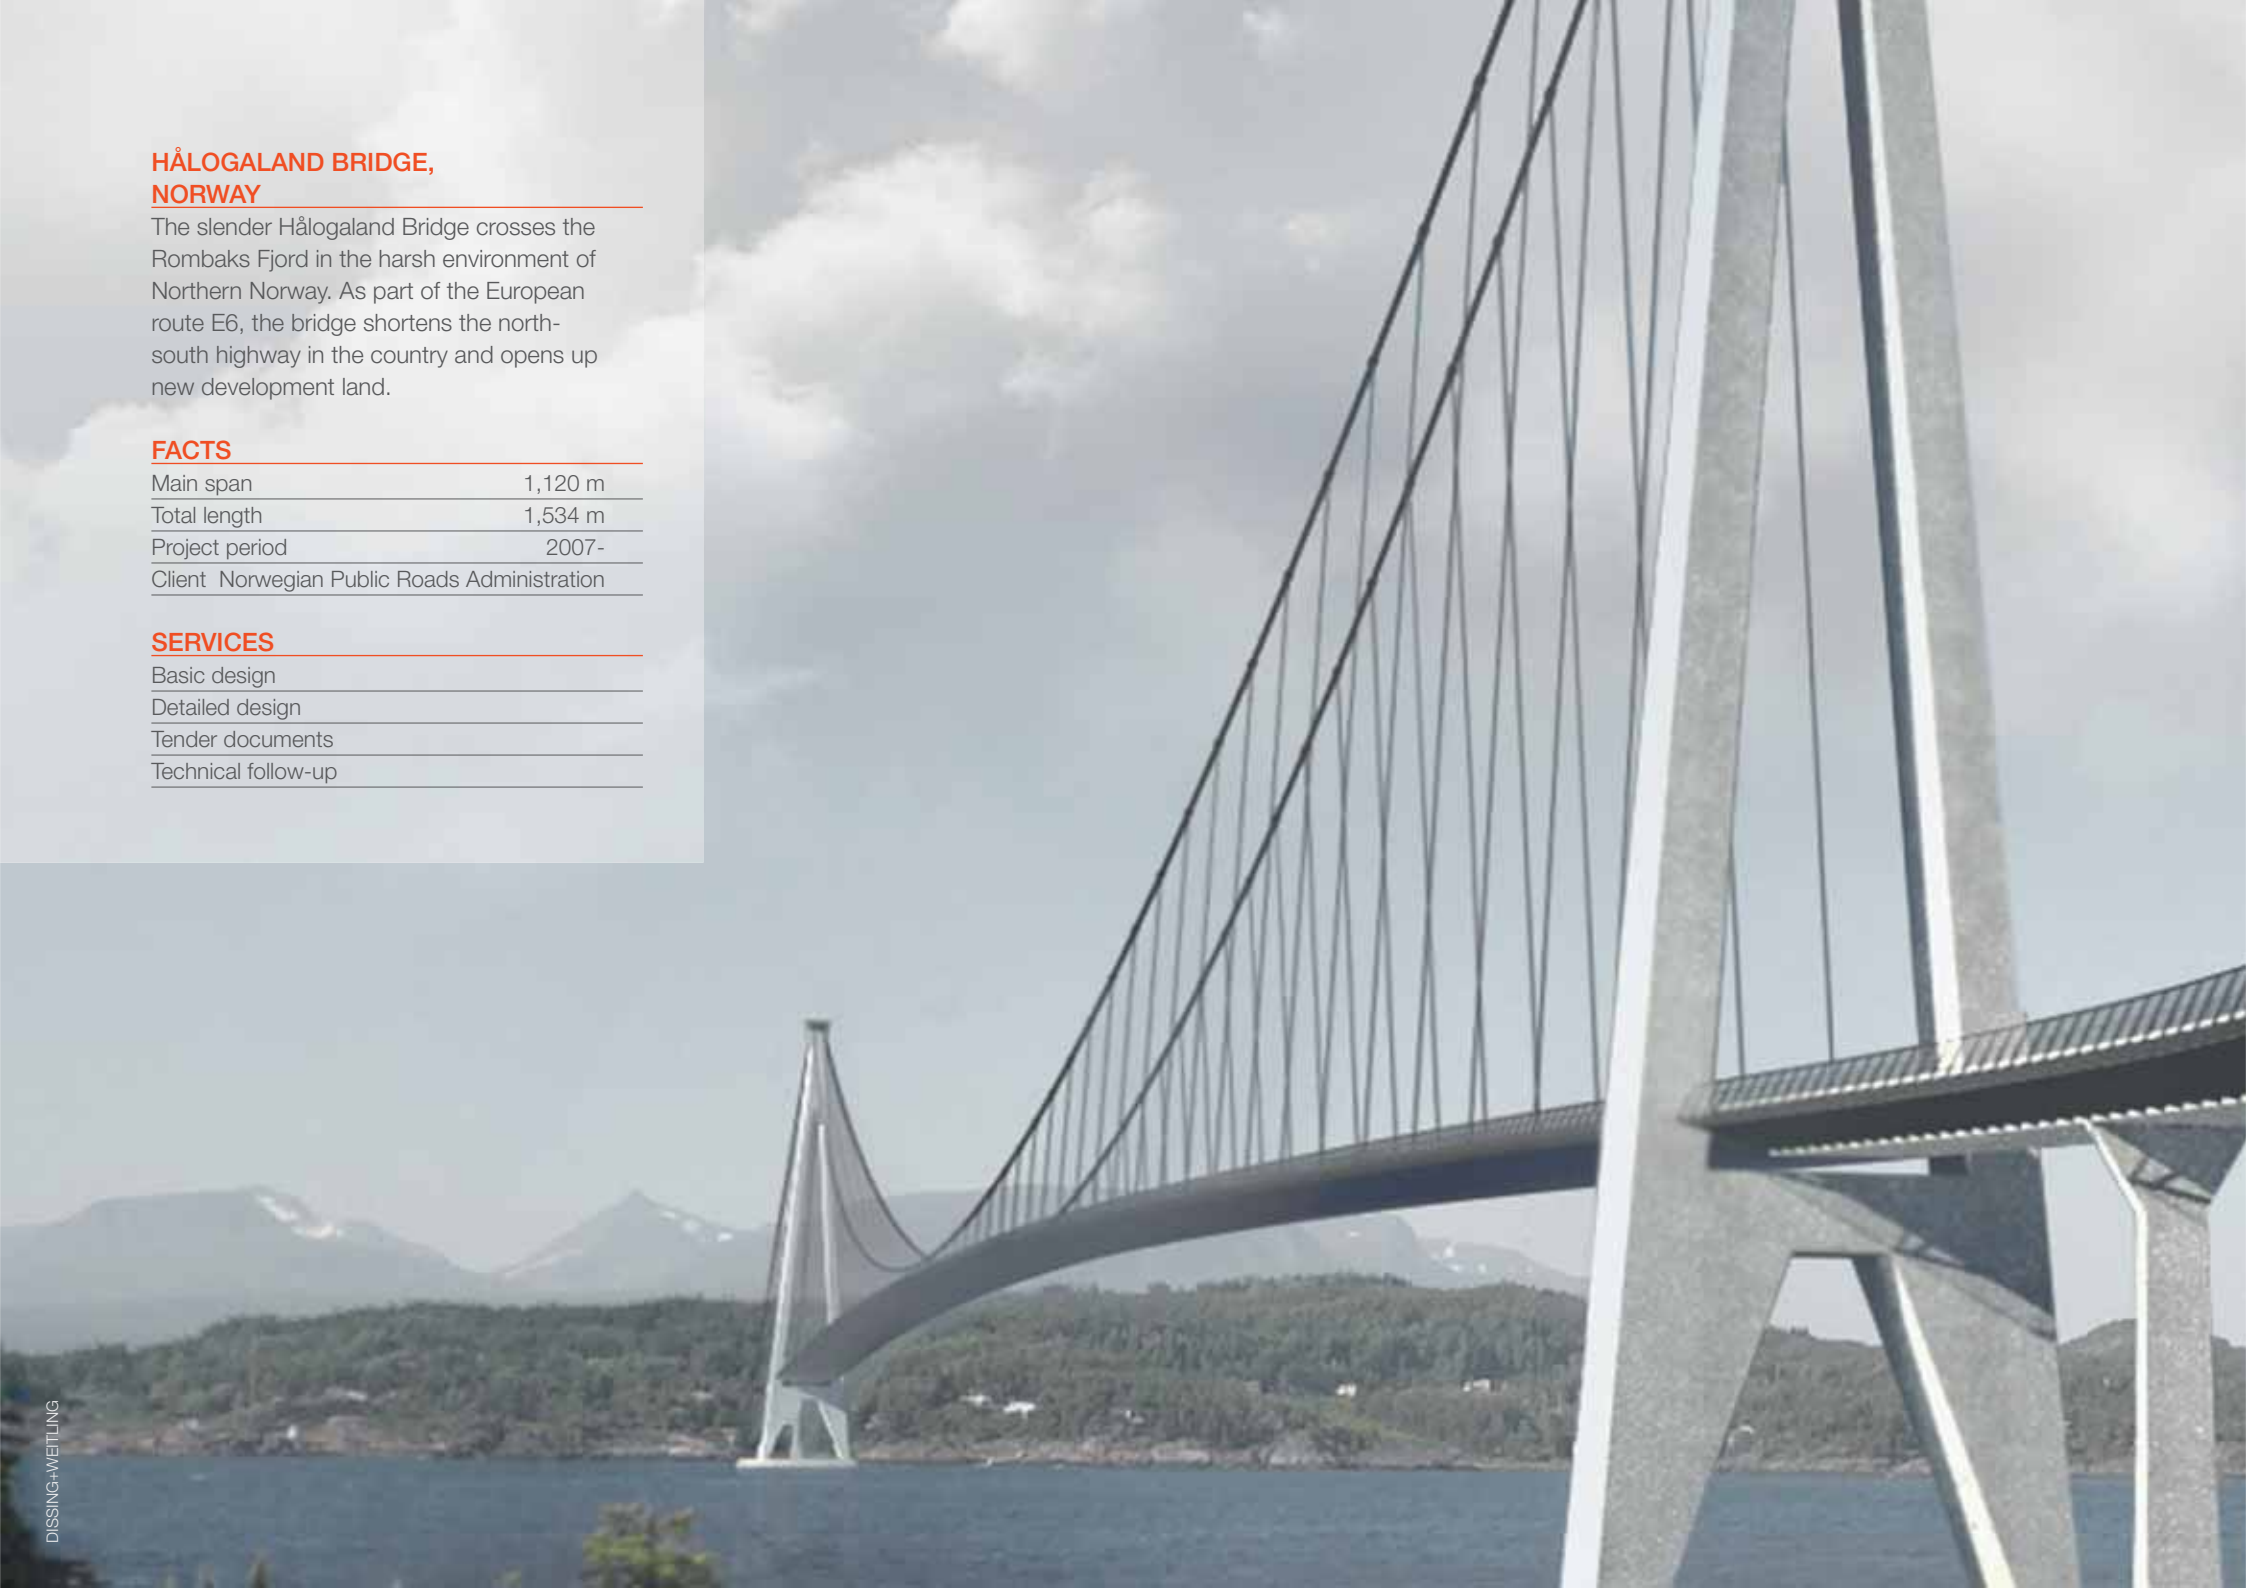 HÅLOGALAND BRIDGE,
NORWAY
The slender Hålogaland Bridge crosses the
Rombaks Fjord in the harsh environment of
Northern Norway. As part of the European
route E6, the bridge shortens the north-
south highway in the country and opens up
new development land.
FACTS
Main span 1,120 m
Total length 1,534 m
Project period 2007-
Client Norwegian Public Roads Administration
SERVICES
Basic design
Detailed design
Tender documents
Technical follow-up
DISSING+WEITLING